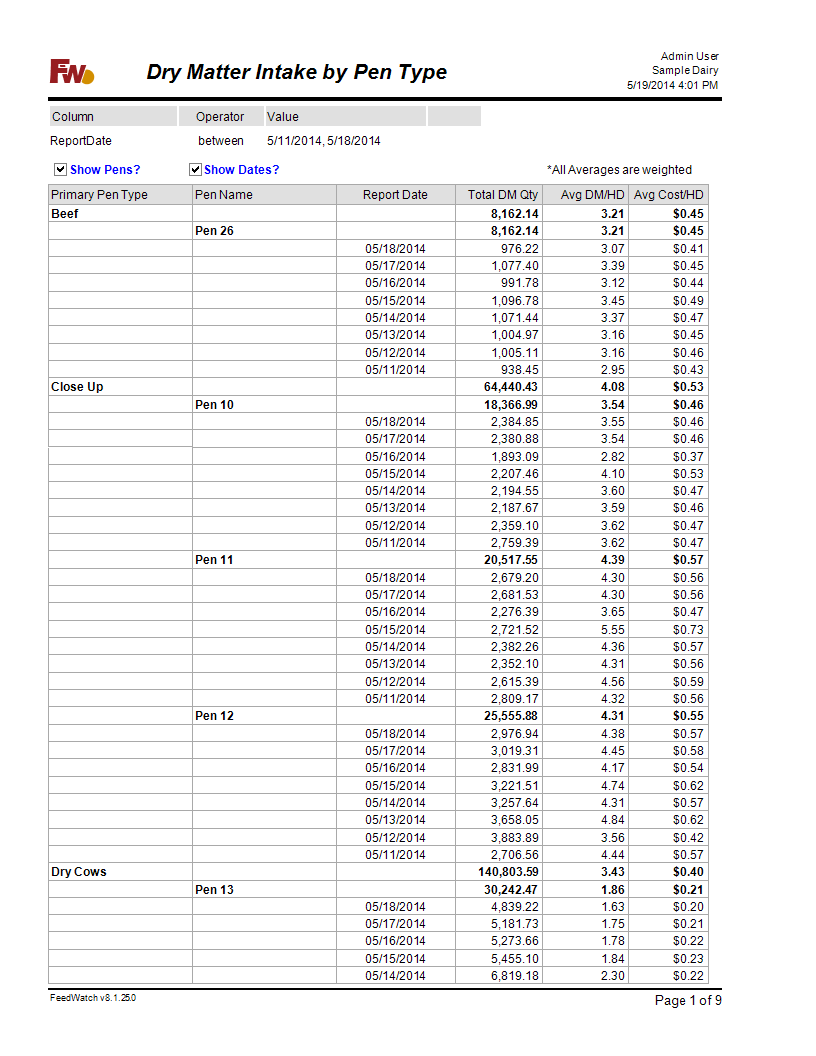 FW
Dry Matter Intake by Pen Type
Admin User
Sample Dairy
5/19/2014 4:01 PM
Column Operator Value
ReportDate between 5/11/2014, 5/18/2014
Show Pens? Show Dates? *All Averages are weighted
Primary Pen Type Pen Name Report Date Total DM Qty Avg DM/HD Avg Cost/HD
Beef 8,162.14 3.21 $0.45
Pen 26 8,162.14 3.21 $0.45
05/18/2014 976.22 3.07 $0.41
05/17/2014 1,077.40 3.39 $0.45
05/16/2014 991.78 3.12 $0.44
05/15/2014 1,096.78 3.45 $0.49
05/14/2014 1,071.44 3.37 $0.47
05/13/2014 1,004.97 3.16 $0.45
05/12/2014 1,005.11 3.16 $0.46
05/11/2014 938.45 2.95 $0.43
Close Up 64,440.43 4.08 $0.53
Pen 10 18,366.99 3.54 $0.46
05/18/2014 2,384.85 3.55 $0.46
05/17/2014 2,380.88 3.54 $0.46
05/16/2014 1,893.09 2.82 $0.37
05/15/2014 2,207.46 4.10 $0.53
05/14/2014 2,194.55 3.60 $0.47
05/13/2014 2,187.67 3.59 $0.46
05/12/2014 2,359.10 3.62 $0.47
05/11/2014 2,759.39 3.62 $0.47
Pen 11 20,517.55 4.39 $0.57
05/18/2014 2,679.20 4.30 $0.56
05/17/2014 2,681.53 4.30 $0.56
05/16/2014 2,276.39 3.65 $0.47
05/15/2014 2,721.52 5.55 $0.73
05/14/2014 2,382.26 4.36 $0.57
05/13/2014 2,352.10 4.31 $0.56
05/12/2014 2,615.39 4.56 $0.59
05/11/2014 2,809.17 4.32 $0.56
Pen 12 25,555.88 4.31 $0.55
05/18/2014 2,976.94 4.38 $0.57
05/17/2014 3,019.31 4.45 $0.58
05/16/2014 2,831.99 4.17 $0.54
05/15/2014 3,221.51 4.74 $0.62
05/14/2014 3,257.64 4.31 $0.57
05/13/2014 3,658.05 4.84 $0.62
05/12/2014 3,883.89 3.56 $0.42
05/11/2014 2,706.56 4.44 $0.57
Dry Cows 140,803.59 3.43 $0.40
Pen 13 30,242.47 1.86 $0.21
05/18/2014 4,839.22 1.63 $0.20
05/17/2014 5,181.73 1.75 $0.21
05/16/2014 5,273.66 1.78 $0.22
05/15/2014 5,455.10 1.84 $0.23
05/14/2014 6,819.18 2.30 $0.22
FeedWatch v8.1.25.0 Page 1 of 9